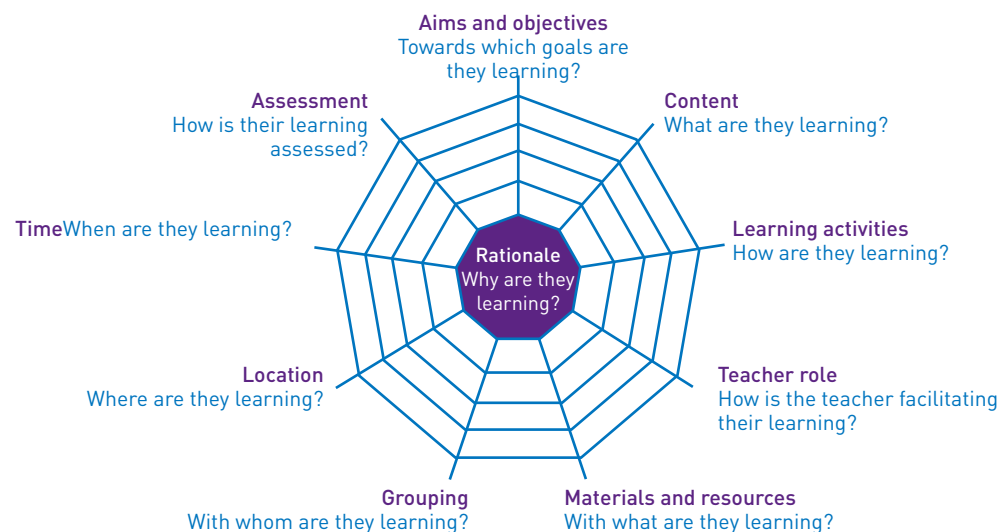 Aims and objectives
Towards which goals are
they learning?
Content
What are they learning?
Learning activities
How are they learning?
Teacher role
How is the teacher facilitating
their learning?
Materials and resources
With what are they learning?
Grouping
With whom are they learning?
Location
Where are they learning?
TimeWhen are they learning?
Assessment
How is their learning
assessed?
Rationale
Why are they
learning?